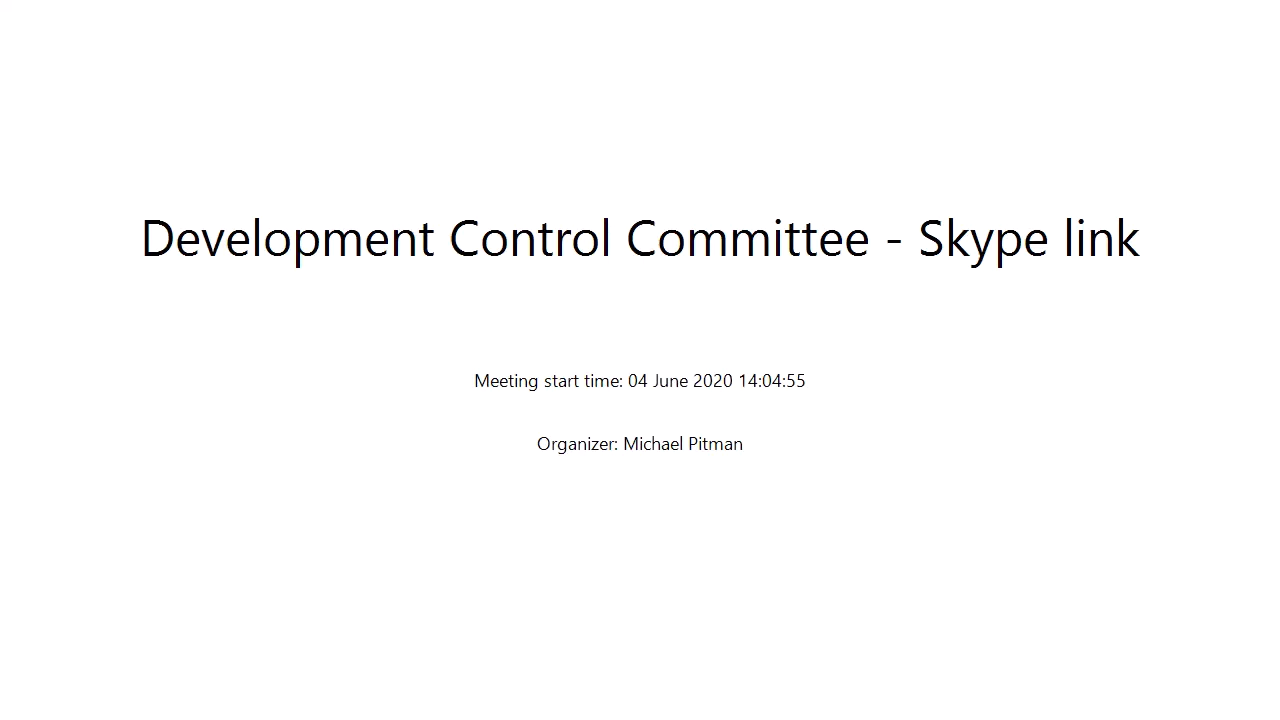 Development Control Committee - Skype link
Meeting start time: 04 June 2020 14:04:55
Organizer: Michael Pitman